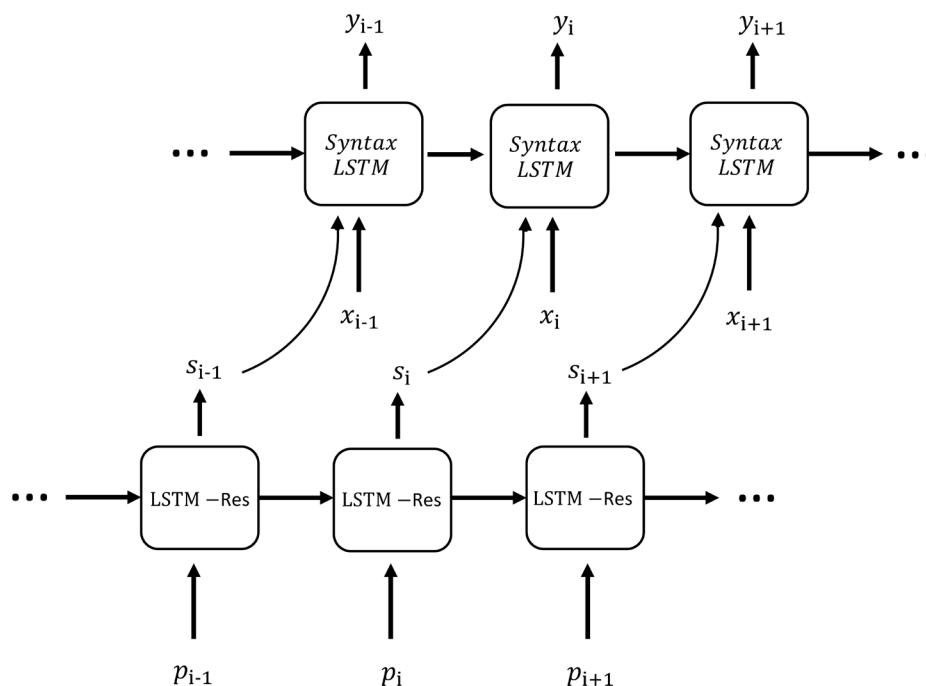 y_{i-1} y_i y_{i+1}
... Syntax LSTM Syntax LSTM Syntax LSTM ...
x_{i-1} x_i x_{i+1}
s_{i-1} s_i s_{i+1}
... LSTM –Res LSTM –Res LSTM –Res ...
p_{i-1} p_i p_{i+1}